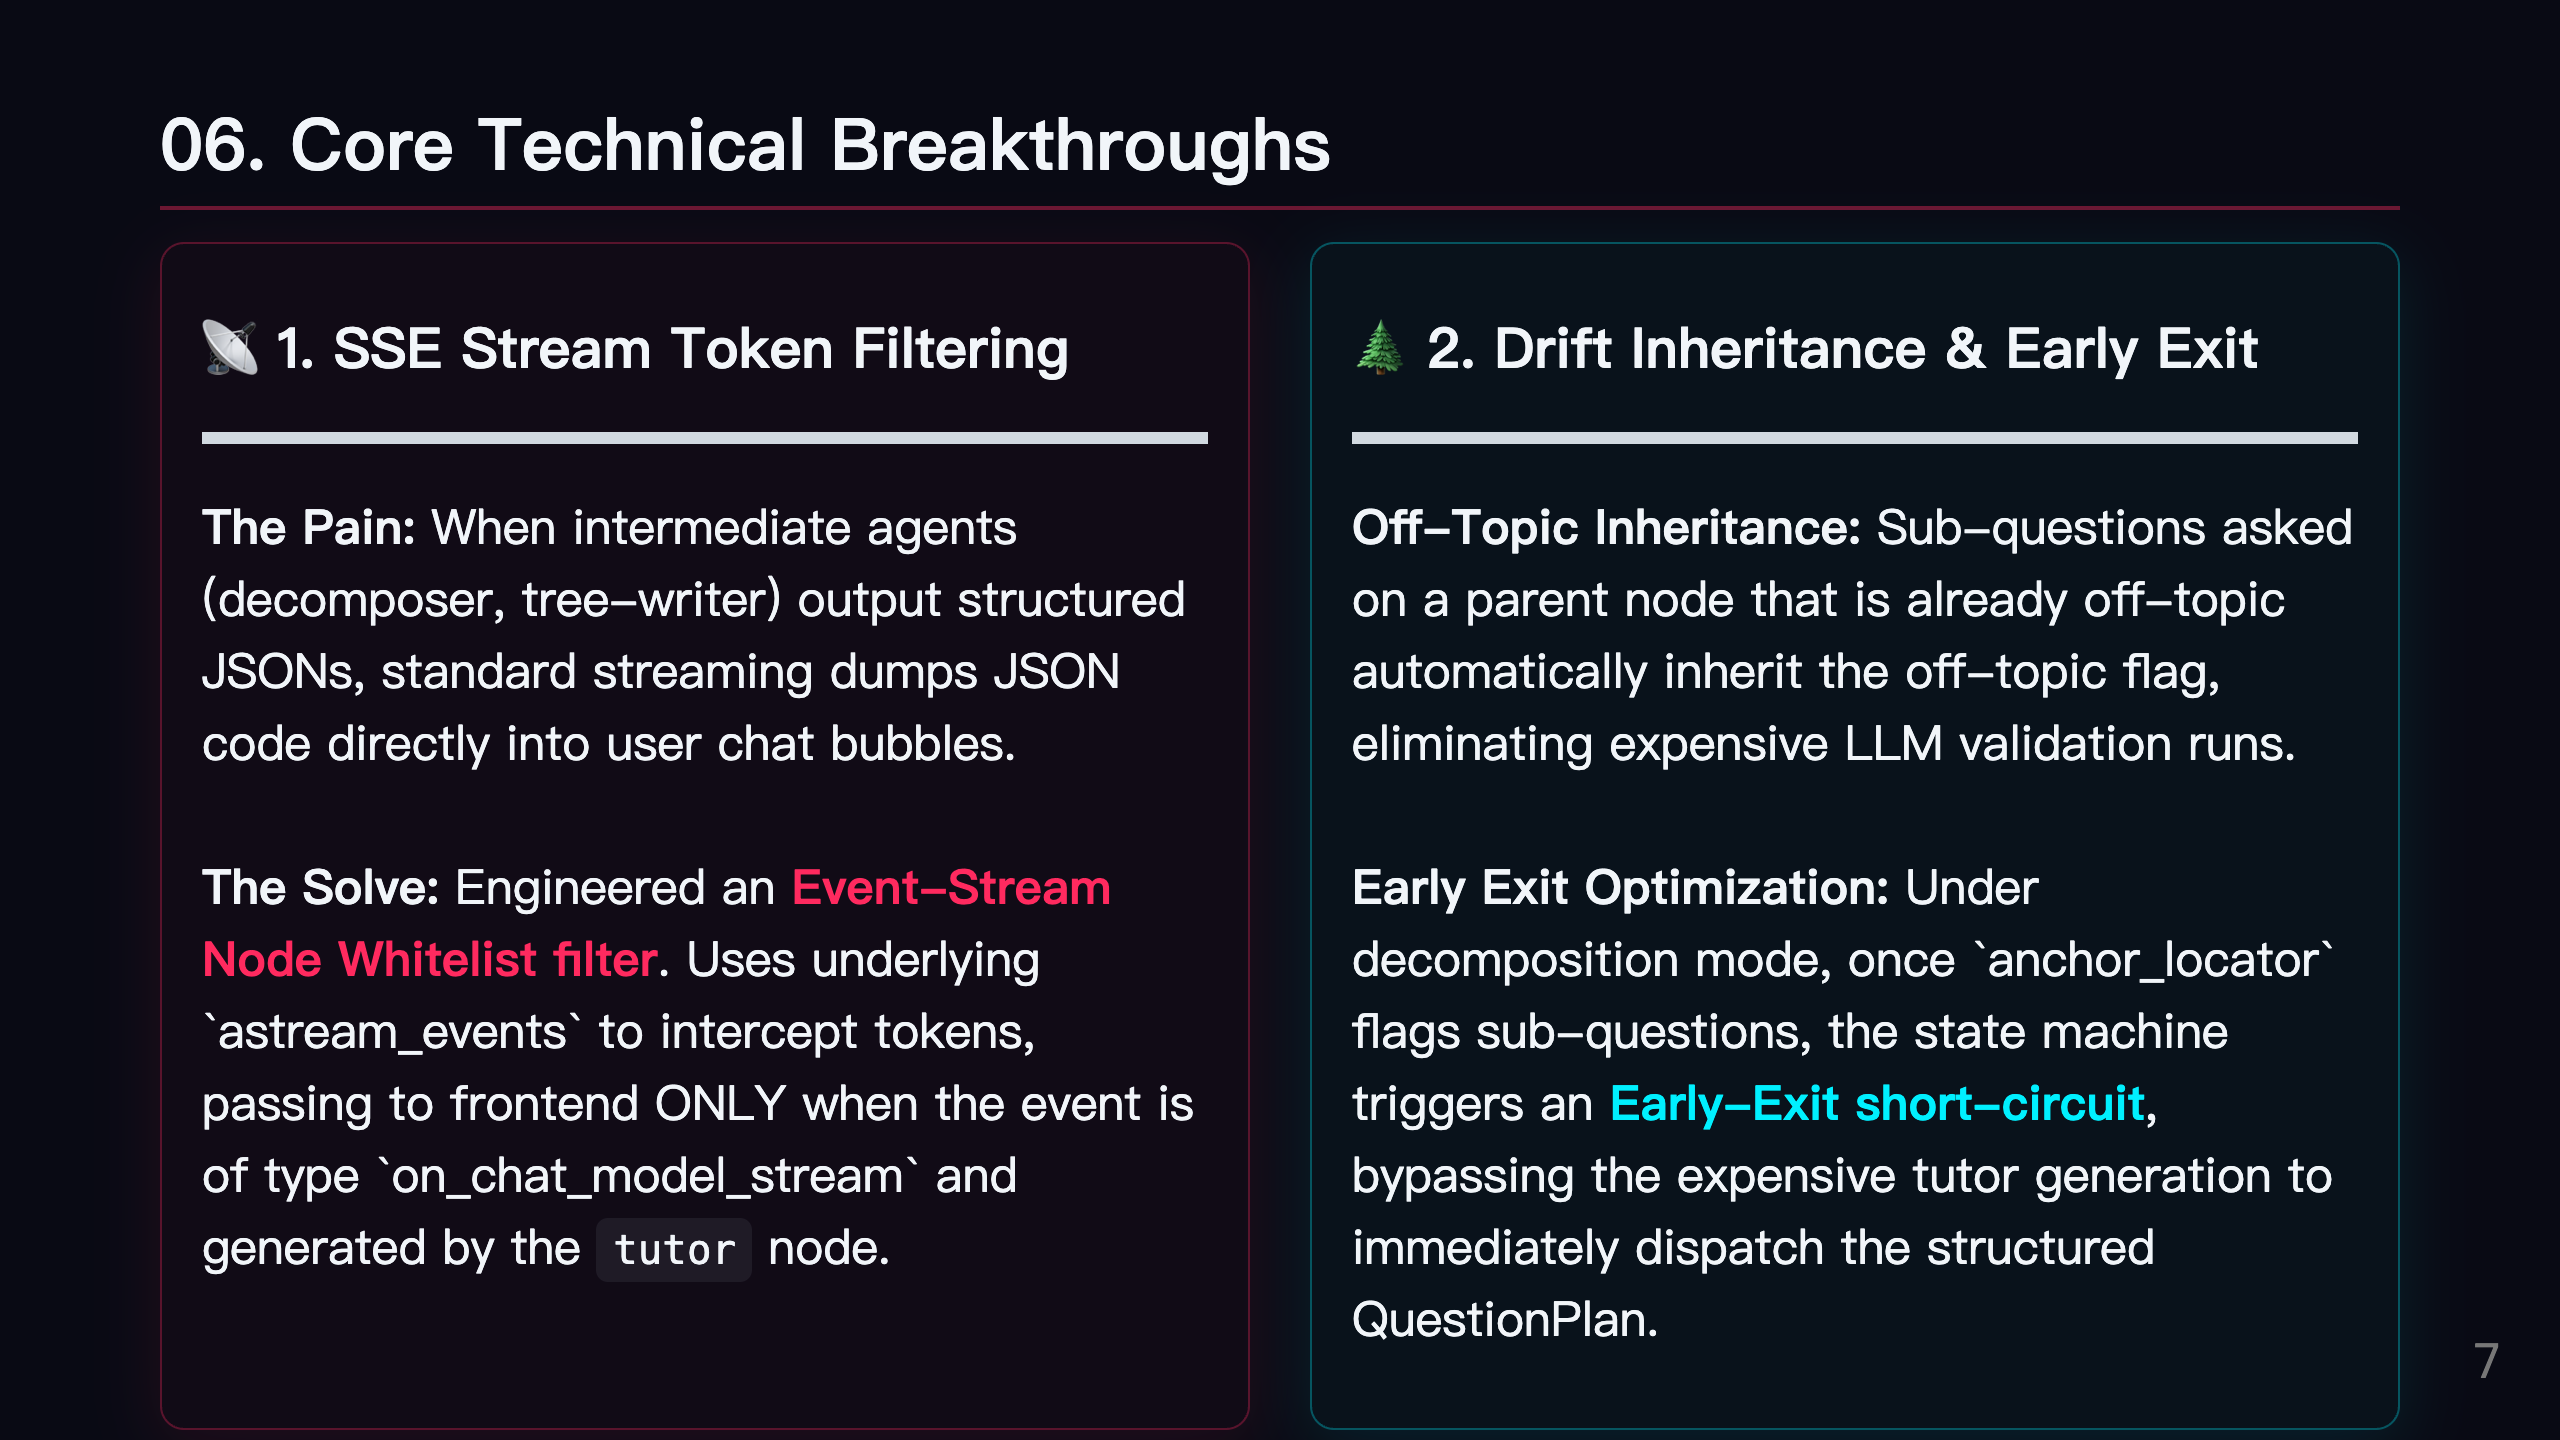 06. Core Technical Breakthroughs
📡 1. SSE Stream Token Filtering
The Pain: When intermediate agents
(decomposer, tree-writer) output structured
JSONs, standard streaming dumps JSON
code directly into user chat bubbles.
The Solve: Engineered an Event-Stream
Node Whitelist filter. Uses underlying
`astream_events` to intercept tokens,
passing to frontend ONLY when the event is
of type `on_chat_model_stream` and
generated by the tutor node.
🌲 2. Drift Inheritance & Early Exit
Off-Topic Inheritance: Sub-questions asked
on a parent node that is already off-topic
automatically inherit the off-topic flag,
eliminating expensive LLM validation runs.
Early Exit Optimization: Under
decomposition mode, once `anchor_locator`
flags sub-questions, the state machine
triggers an Early-Exit short-circuit,
bypassing the expensive tutor generation to
immediately dispatch the structured
QuestionPlan.
7